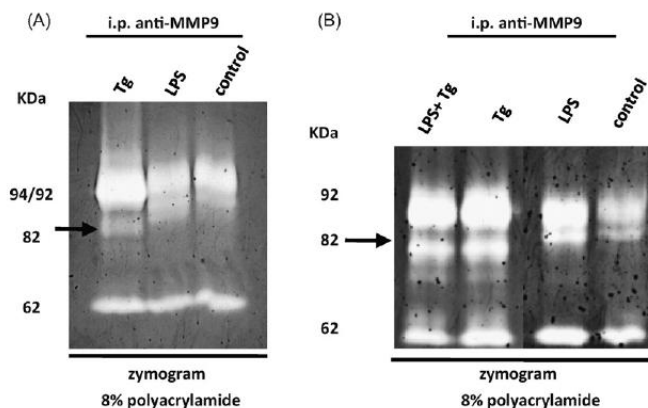 (A)
i.p. anti-MMP9
Tg LPS control
KDa
94/92
82
62
zymogram
8% polyacrylamide
(B)
i.p. anti-MMP9
LPS+ Tg Tg LPS control
KDa
92
82
62
zymogram
8% polyacrylamide